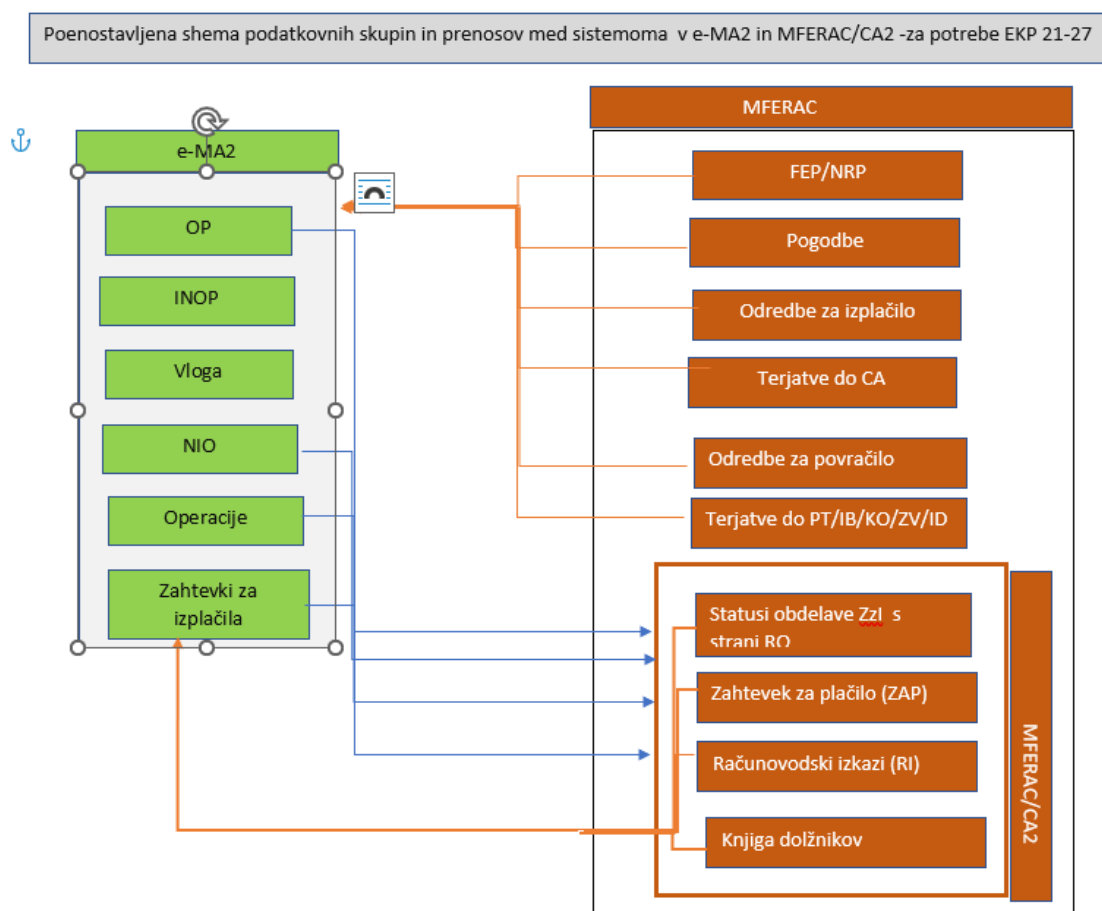 Poenostavljena shema podatkovnih skupin in prenosov med sistemoma v e-MA2 in MFERAC/CA2 -za potrebe EKP 21-27
e-MA2
OP
INOP
Vloga
NIO
Operacije
Zahtevki za
izplačila
MFERAC
FEP/NRP
Pogodbe
Odredbe za izplačilo
Terjatve do CA
Odredbe za povračilo
Terjatve do PT/IB/KO/ZV/ID
Statusi obdelave ZzI s
strani RO
Zahtevek za plačilo (ZAP)
Računovodski izkazi (RI)
Knjiga dolžnikov
MFERAC/CA2